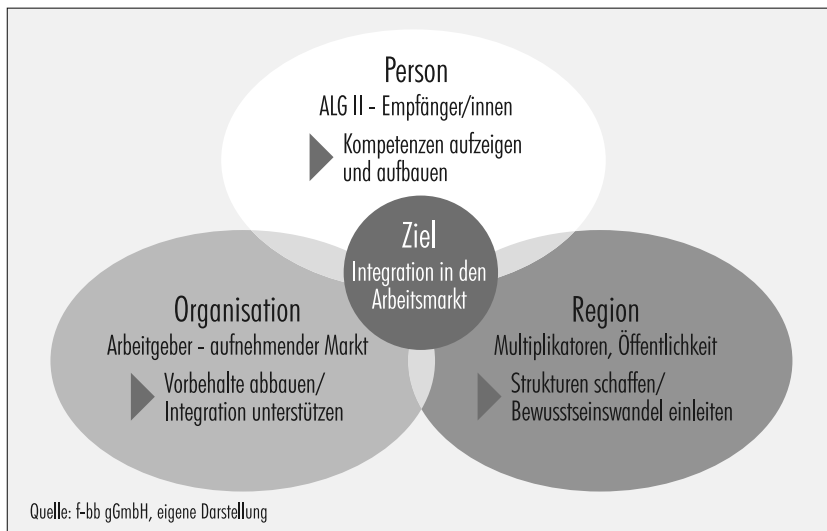 Person
ALG II - Empfänger/innen
Kompetenzen aufzeigen
und aufbauen
Ziel
Integration in den
Arbeitsmarkt
Organisation
Arbeitgeber - aufnehmender Markt
Vorbehalte abbauen/
Integration unterstützen
Region
Multiplikatoren, Öffentlichkeit
Strukturen schaffen/
Bewusstseinswandel einleiten
Quelle: f-bb gGmbH, eigene Darstellung